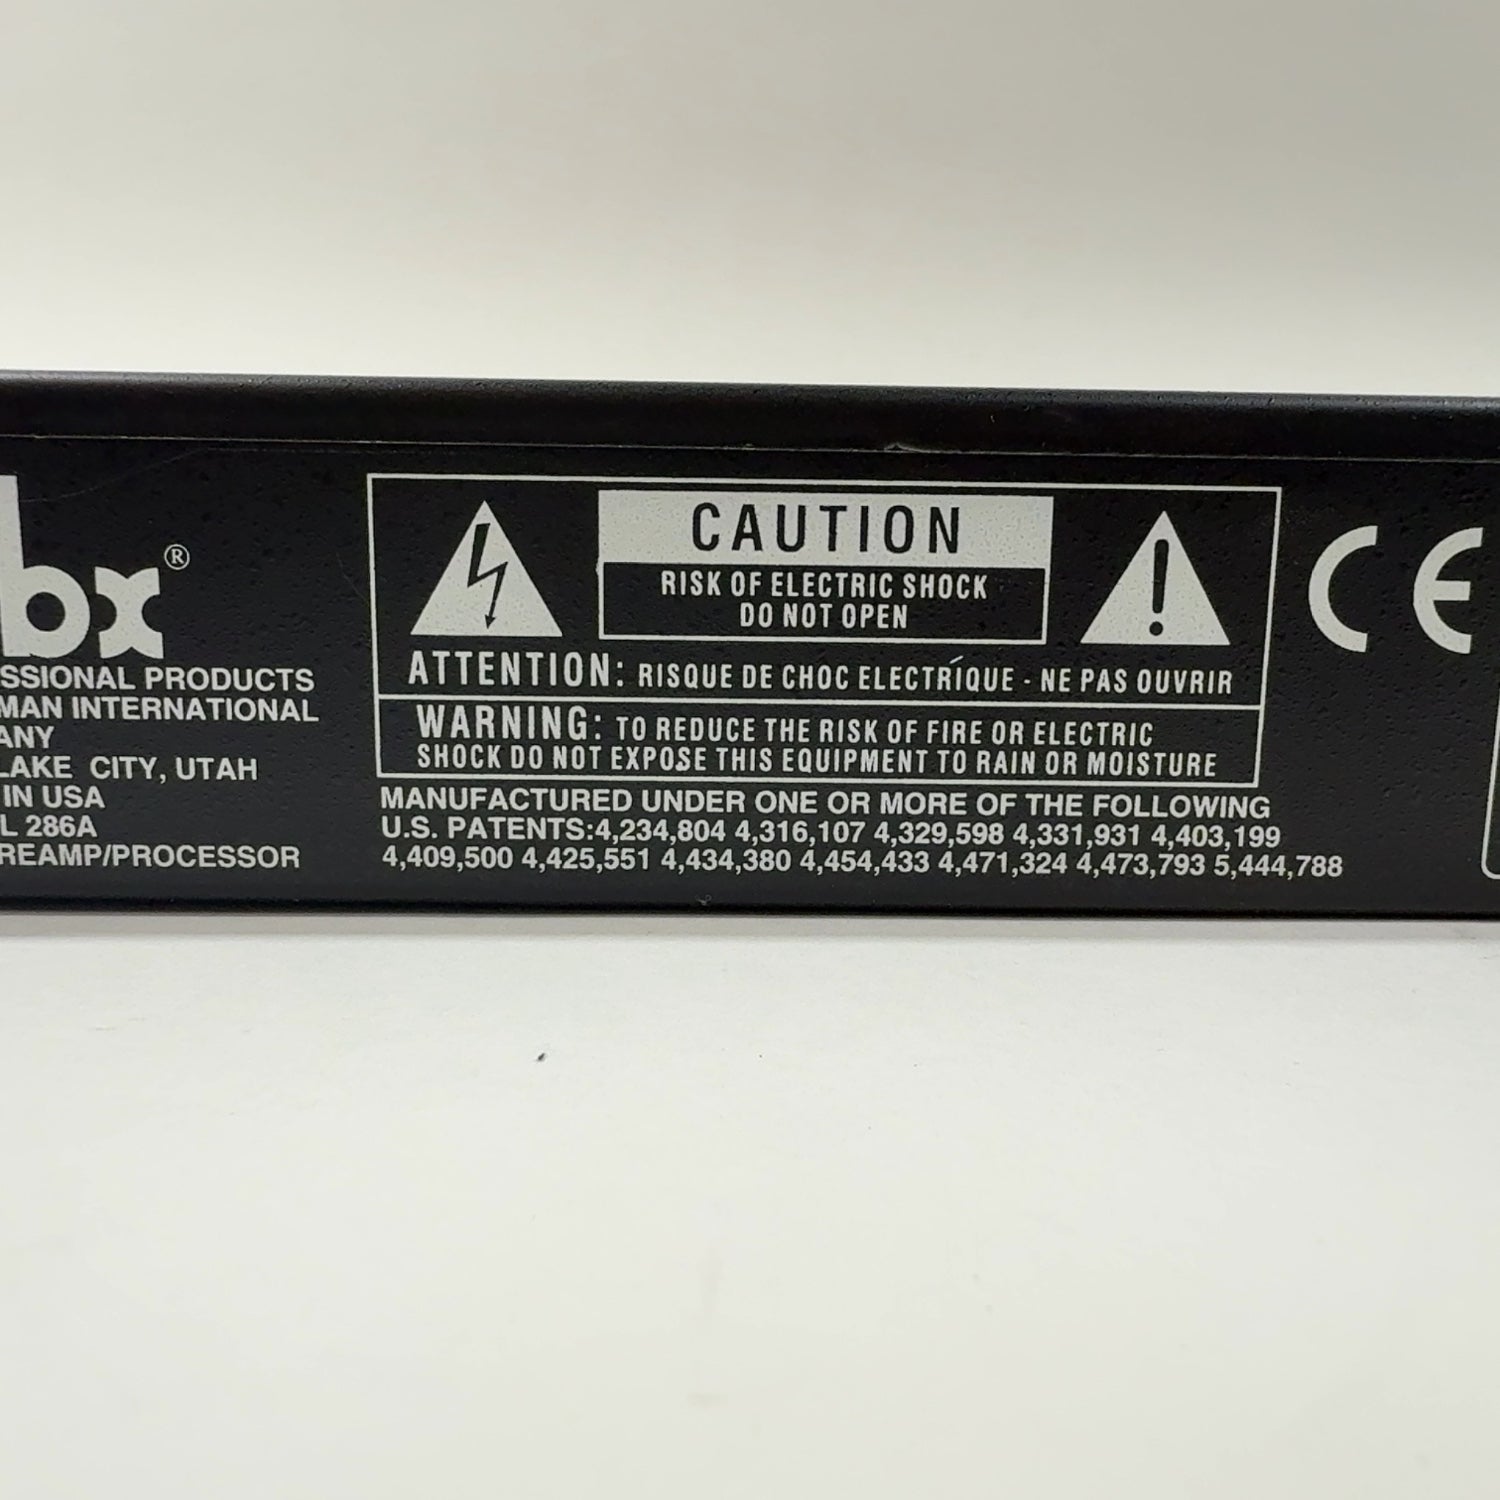 bx®
SSIONAL PRODUCTS
MAN INTERNATIONAL
ANY
LAKE CITY, UTAH
IN USA
L 286A
REAMP/PROCESSOR
CAUTION
RISK OF ELECTRIC SHOCK
DO NOT OPEN
ATTENTION: RISQUE DE CHOC ELECTRÍQUE - NE PAS OUVRIR
WARNING: TO REDUCE THE RISK OF FIRE OR ELECTRIC
SHOCK DO NOT EXPOSE THIS EQUIPMENT TO RAIN OR MOISTURE
MANUFACTURED UNDER ONE OR MORE OF THE FOLLOWING
U.S. PATENTS:4,234,804 4,316,107 4,329,598 4,331,931 4,403,199
4,409,500 4,425,551 4,434,380 4,454,433 4,471,324 4,473,793 5,444,788
CE